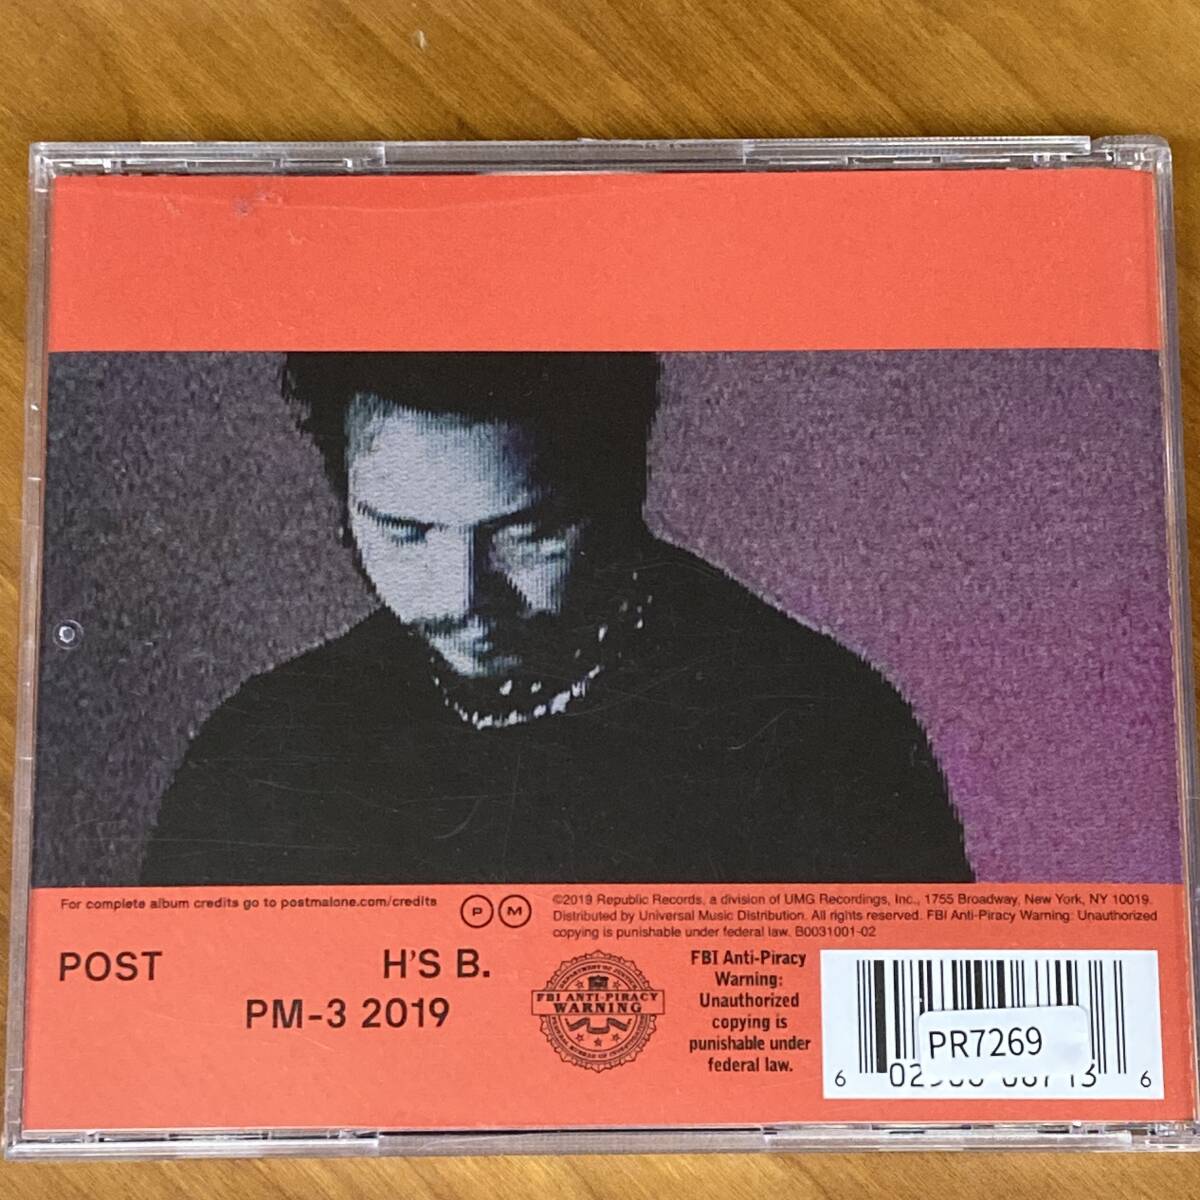 For complete album credits go to postmalone.com/credits
P M
©2019 Republic Records, a division of UMG Recordings, Inc., 1755 Broadway, New York, NY 10019.
Distributed by Universal Music Distribution. All rights reserved. FBI Anti-Piracy Warning: Unauthorized
copying is punishable under federal law. B0031001-02
POST H'S B.
PM-3 2019
FBI ANTI-PIRACY
WARNING
FBI Anti-Piracy
Warning:
Unauthorized
copying is
punishable under
federal law.
PR7269
6 6